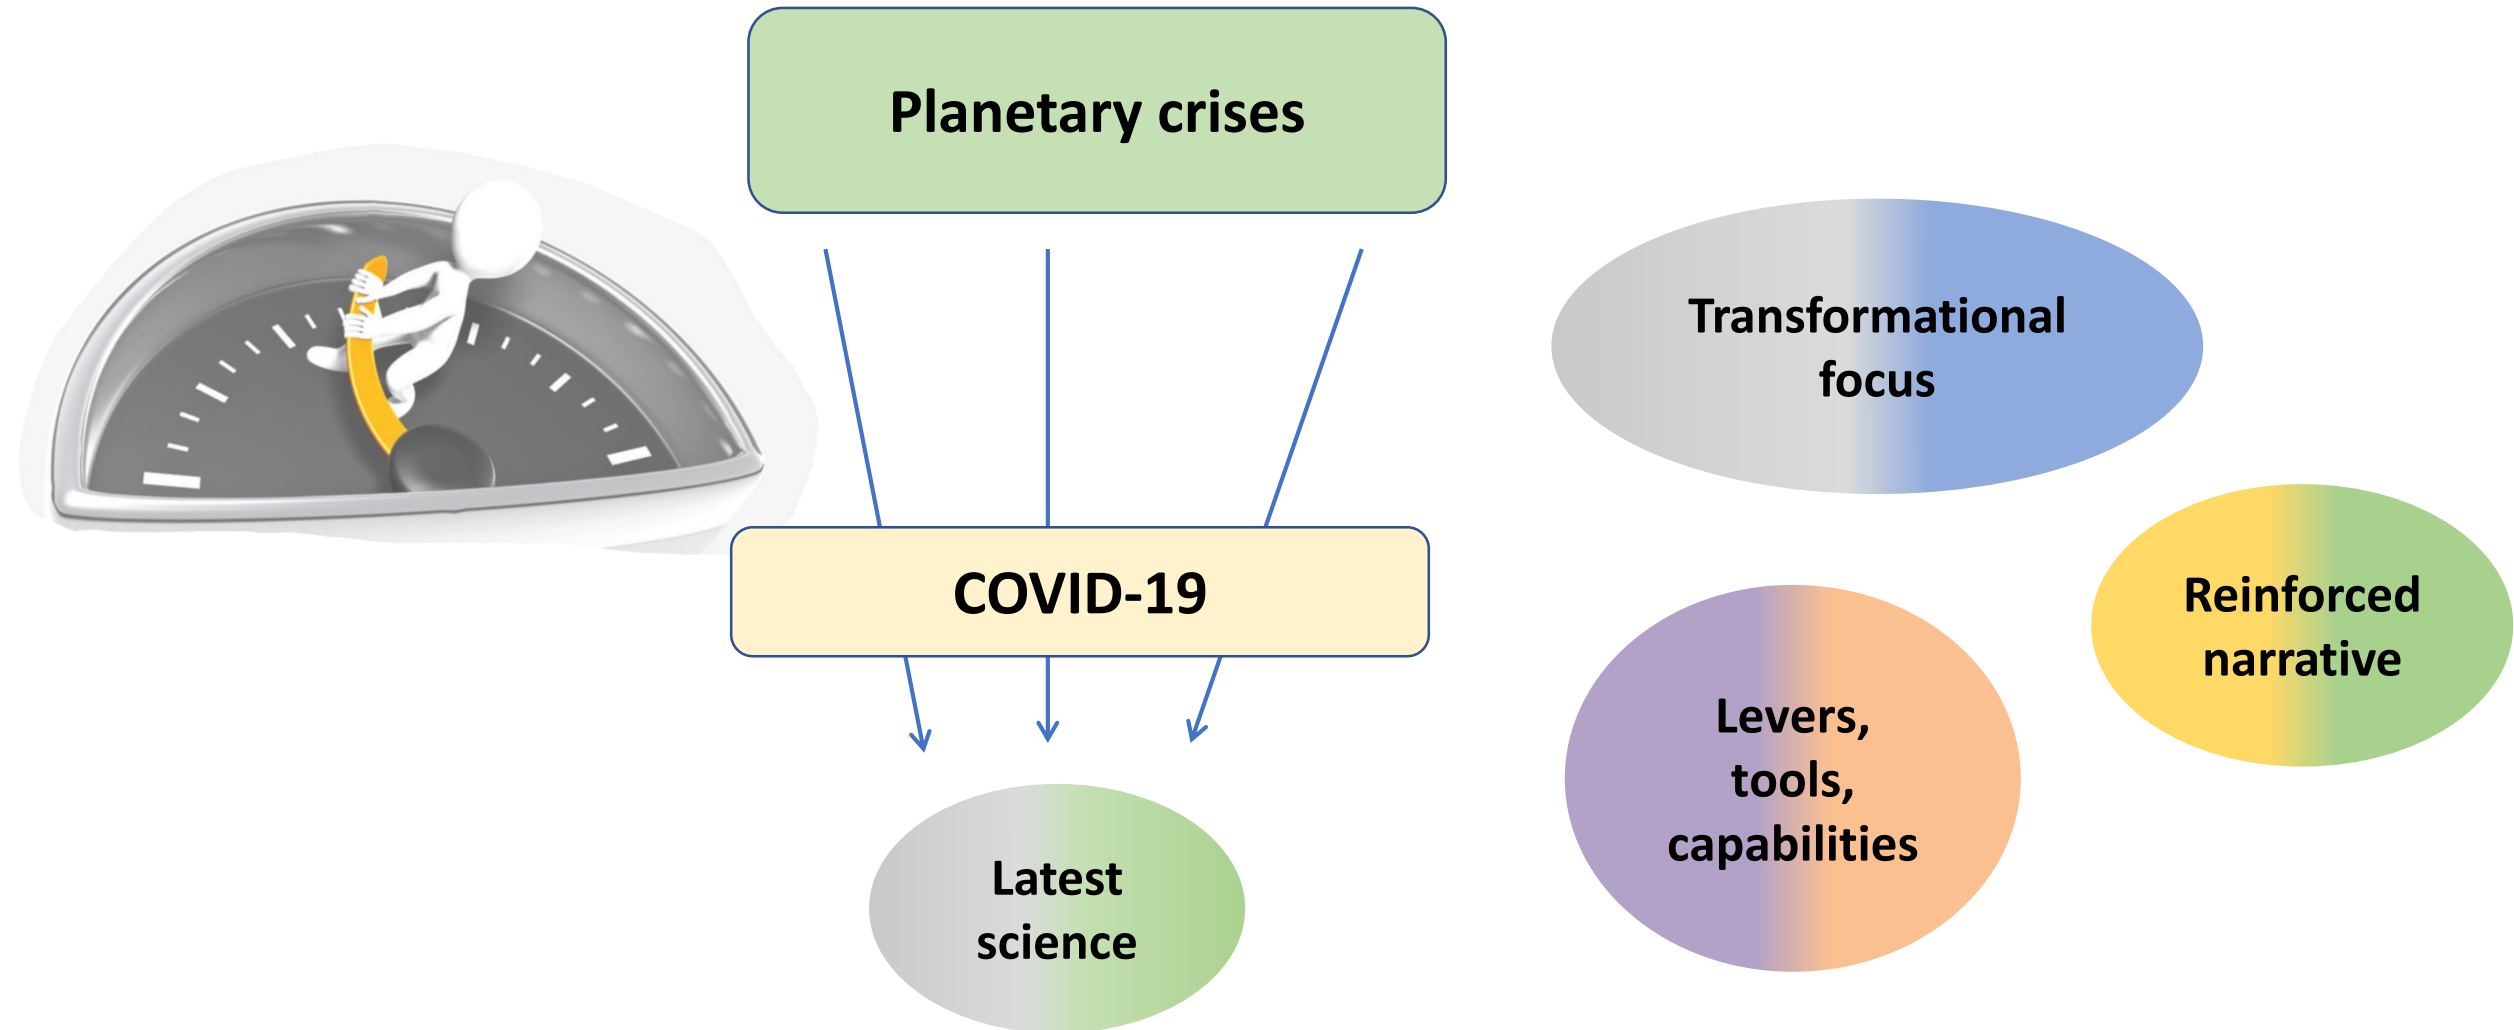 Planetary crises
Transformational
focus
COVID-19
Reinforced
narrative
Levers,
tools,
capabilities
Latest
science